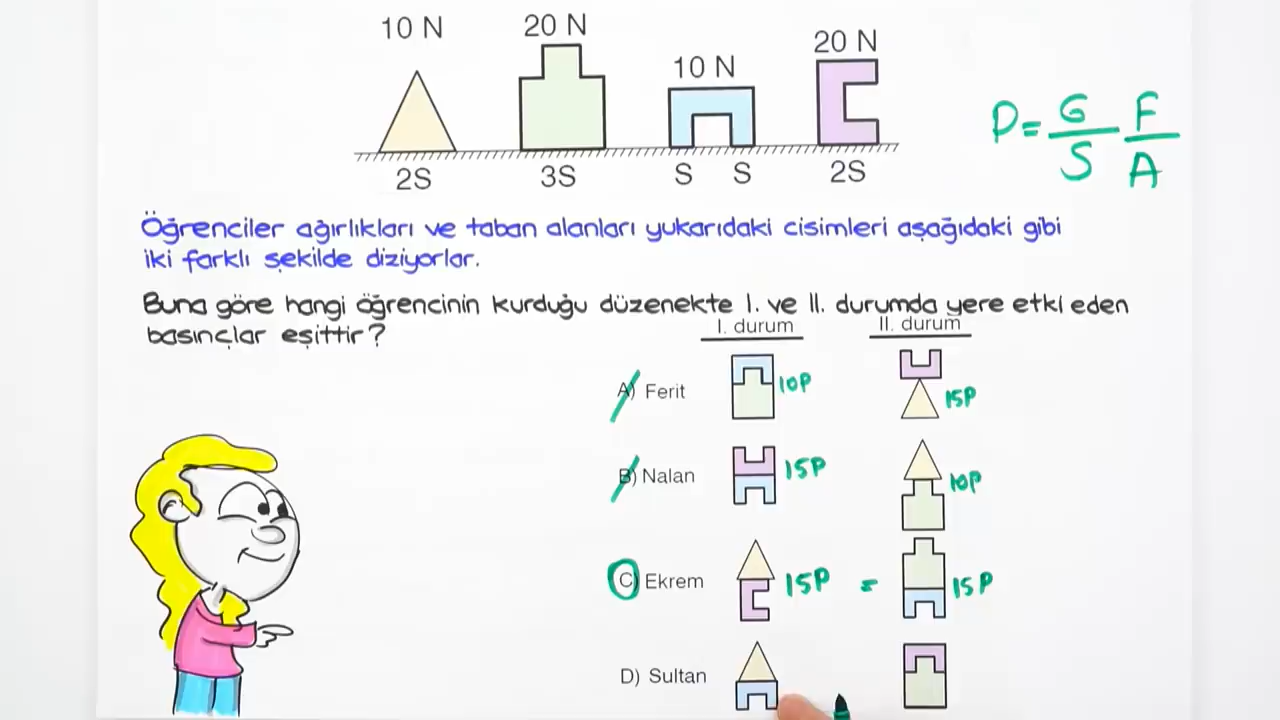 10 N 20 N 10 N 20 N
P = G/S F/A
2S 3S S S 2S
Öğrenciler ağırlıkları ve taban alanları yukarıdaki cisimleri aşağıdaki gibi
iki farklı şekilde diziyorlar.
Buna göre hangi öğrencinin kurduğu düzenekte I. ve II. durumda yere etki eden
basınçlar eşittir?
I. durum II. durum
A) Ferit 10P 15P
B) Nalan 15P 10P
C) Ekrem 15P = 15P
D) Sultan